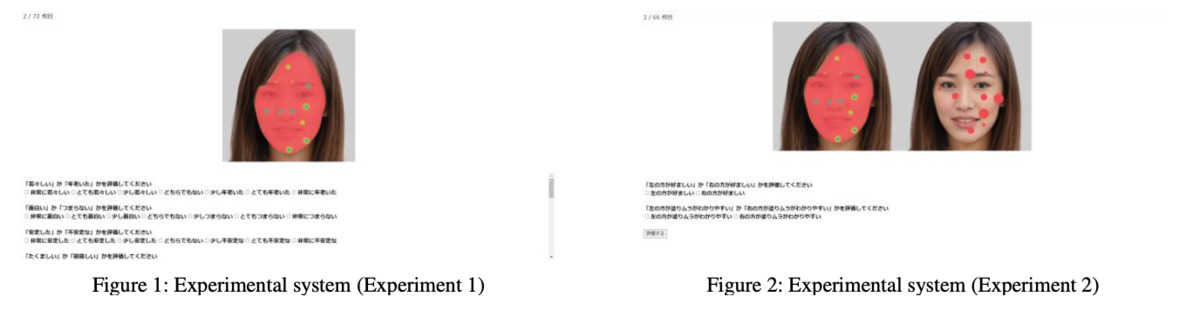 2 / 72 枚目
「若々しい」か「年老いた」かを評価してください
○ 非常に若々しい ○ とても若々しい ○ 少し若々しい ○ どちらでもない ○ 少し年老いた ○ とても年老いた ○ 非常に年老いた
「面白い」か「つまらない」かを評価してください
○ 非常に面白い ○ とても面白い ○ 少し面白い ○ どちらでもない ○ 少しつまらない ○ とてもつまらない ○ 非常につまらない
「安定した」か「不安定な」かを評価してください
○ 非常に安定した ○ とても安定した ○ 少し安定した ○ どちらでもない ○ 少し不安定な ○ とても不安定な ○ 非常に不安定な
「たくましい」か「弱弱しい」かを評価してください
Figure 1: Experimental system (Experiment 1)
2 / 66 枚目
「左の方が好ましい」か「右の方が好ましい」かを評価してください
○ 左の方が好ましい ○ 右の方が好ましい
「左の方が塗りムラがわかりやすい」か「右の方が塗りムラがわかりやすい」かを評価してください
○ 左の方が塗りムラがわかりやすい ○ 右の方が塗りムラがわかりやすい
評価する
Figure 2: Experimental system (Experiment 2)